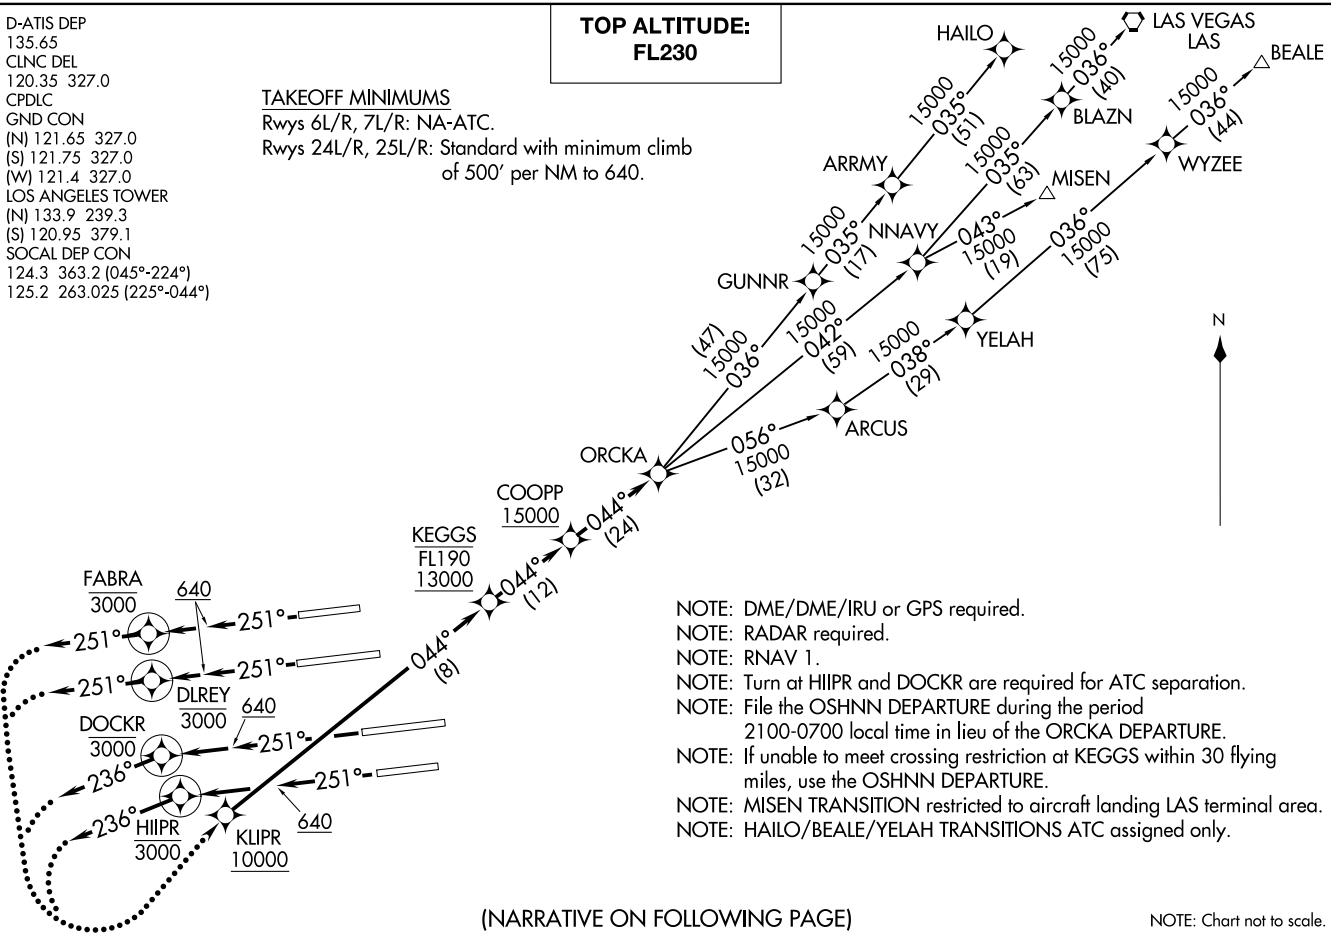 D-ATIS DEP
135.65
CLNC DEL
120.35 327.0
CPDLC
GND CON
(N) 121.65 327.0
(S) 121.75 327.0
(W) 121.4 327.0
LOS ANGELES TOWER
(N) 133.9 239.3
(S) 120.95 379.1
SOCAL DEP CON
124.3 363.2 (045°-224°)
125.2 263.025 (225°-044°)
TAKEOFF MINIMUMS
Rwys 6L/R, 7L/R: NA-ATC.
Rwys 24L/R, 25L/R: Standard with minimum climb
of 500' per NM to 640.
TOP ALTITUDE:
FL230
HAILO
15000
035°
(51)
ARRMY
15000
035°
(17)
GUNNR
(47)
15000
036°
LAS VEGAS
LAS
15000
036°
(40)
BLAZN
15000
035°
(63)
NNAVY
MISEN
043°
15000
(19)
15000
042°
(59)
BEALE
15000
036°
(44)
WYZEE
036°
15000
(75)
YELAH
15000
038°
(29)
ARCUS
056°
15000
(32)
ORCKA
044°
(24)
COOPP
15000
044°
(12)
KEGGS
FL190
13000
044°
(8)
KLIPR
10000
FABRA
3000
640
251°
251°
251°
251°
DLREY
3000
DOCKR
3000
640
251°
236°
251°
236°
HIIPR
3000
640
N
NOTE: DME/DME/IRU or GPS required.
NOTE: RADAR required.
NOTE: RNAV 1.
NOTE: Turn at HIIPR and DOCKR are required for ATC separation.
NOTE: File the OSHNN DEPARTURE during the period
2100-0700 local time in lieu of the ORCKA DEPARTURE.
NOTE: If unable to meet crossing restriction at KEGGS within 30 flying
miles, use the OSHNN DEPARTURE.
NOTE: MISEN TRANSITION restricted to aircraft landing LAS terminal area.
NOTE: HAILO/BEALE/YELAH TRANSITIONS ATC assigned only.
(NARRATIVE ON FOLLOWING PAGE)
NOTE: Chart not to scale.